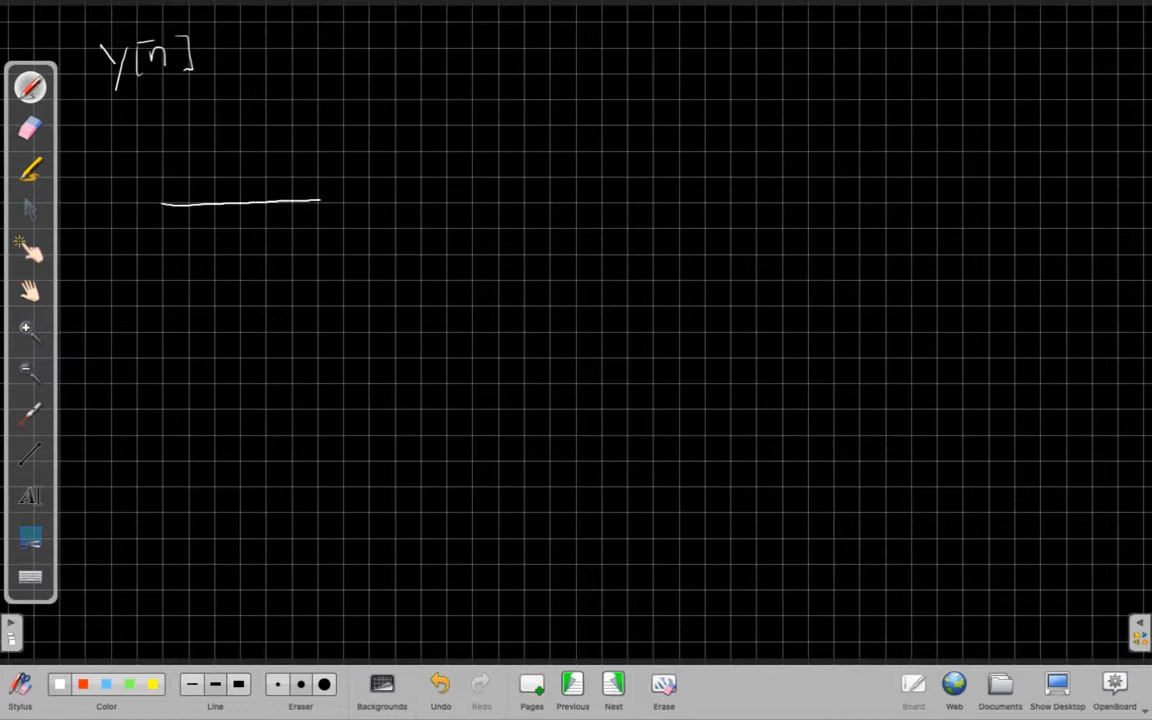 y[n]
Stylus
Color
Line
Eraser
Backgrounds
Undo
Redo
Pages
Previous
Next
Erase
Board
Web
Documents
Show Desktop
OpenBoard